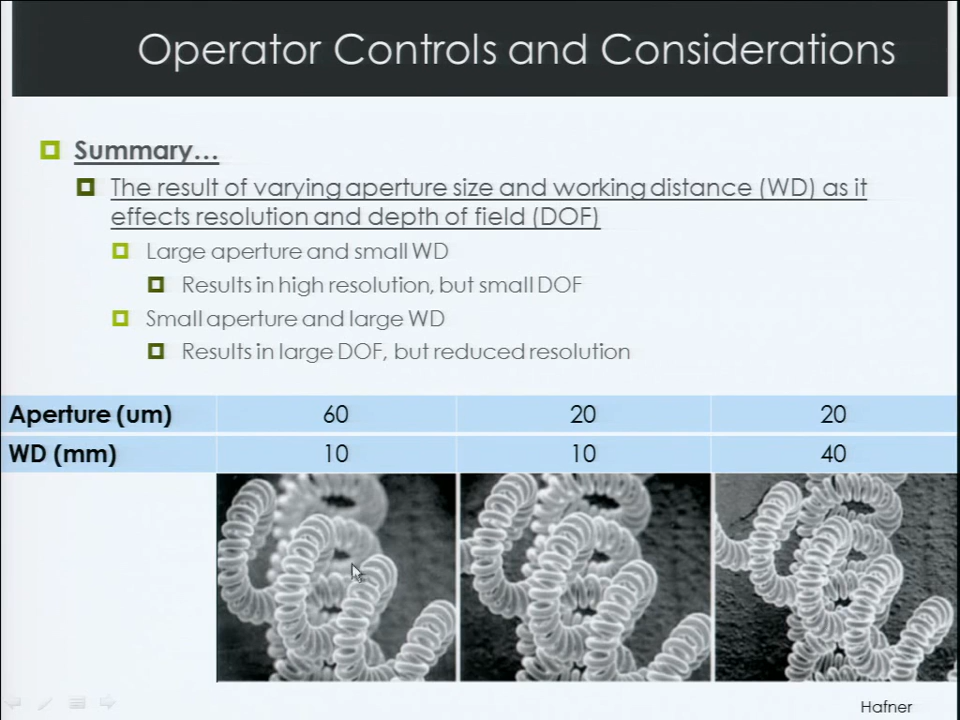 Operator Controls and Considerations
Summary...
The result of varying aperture size and working distance (WD) as it
effects resolution and depth of field (DOF)
Large aperture and small WD
Results in high resolution, but small DOF
Small aperture and large WD
Results in large DOF, but reduced resolution
Aperture (um) 60 20 20
WD (mm) 10 10 40
Hafner